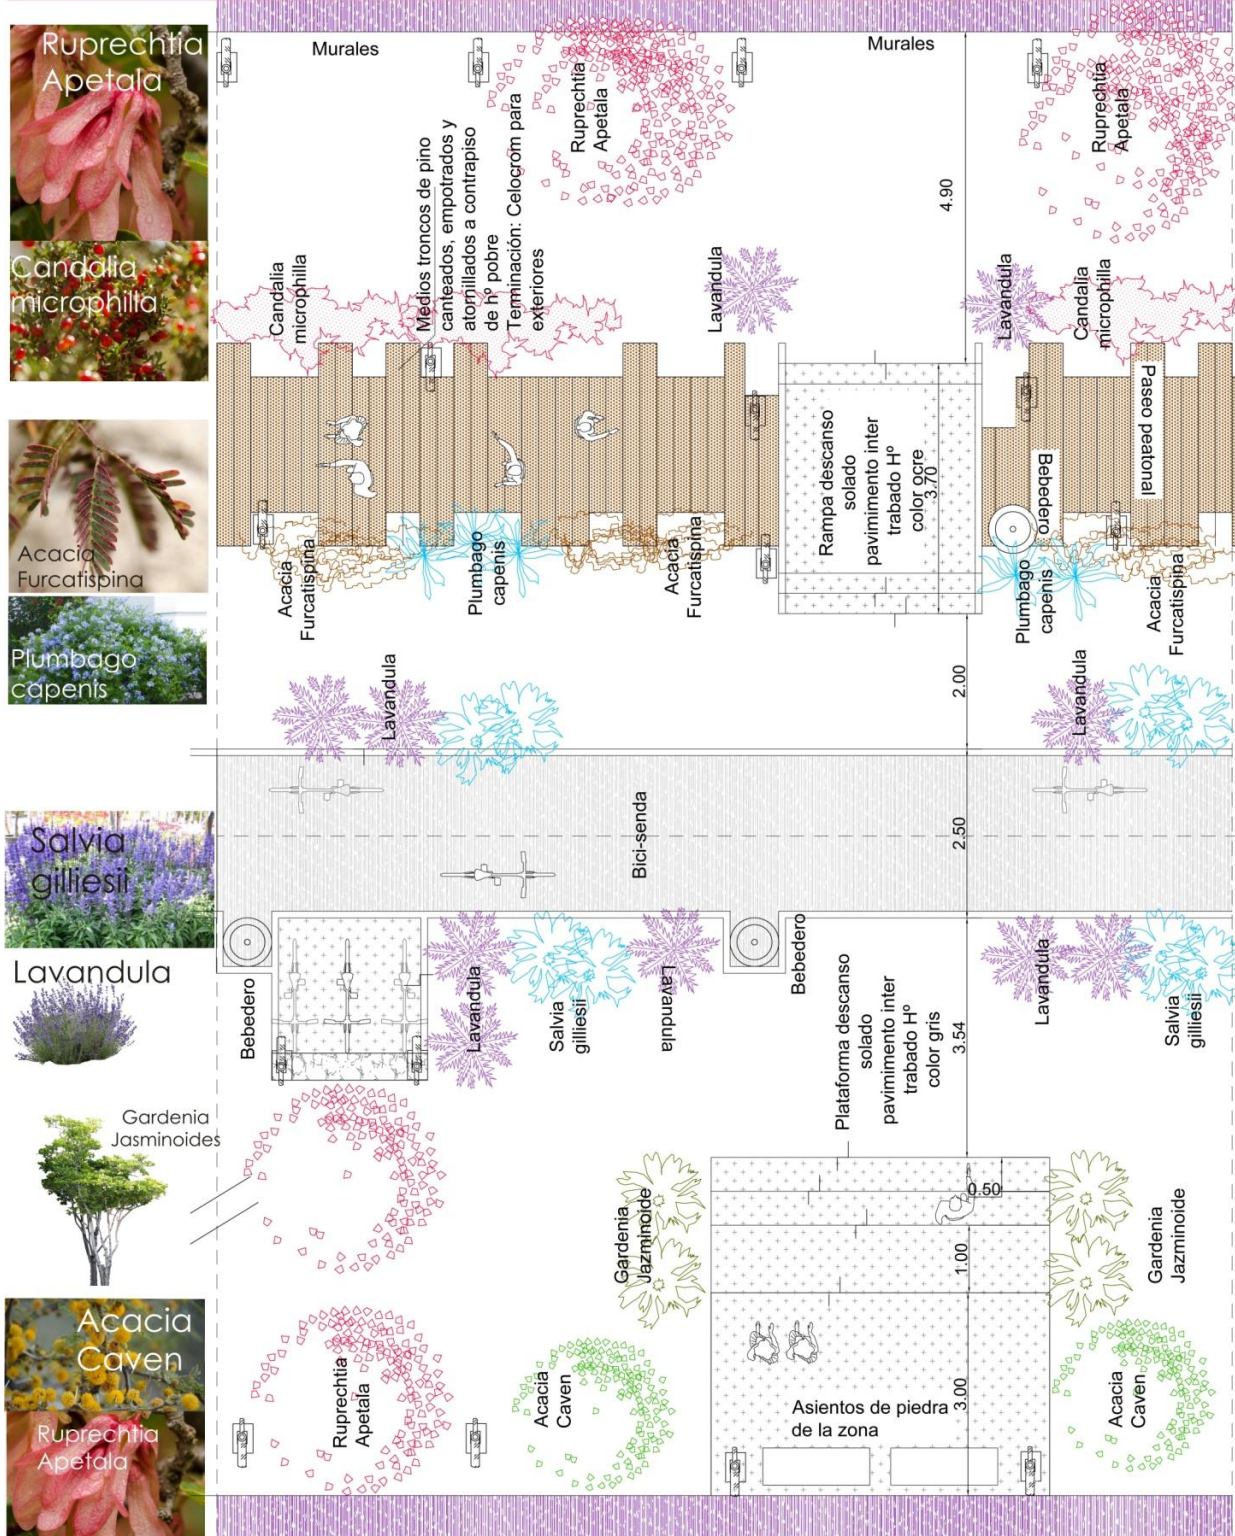 Ruprechtia
Apetala
Candalia
microphilla
Acacia
Furcatispina
Plumbago
capenis
Salvia
gilliesii
Lavandula
Gardenia
Jasminoides
Acacia
Caven
Ruprechtia
Apetala
Murales
Murales
Ruprechtia
Apetala
Ruprechtia
Apetala
4.90
Medios troncos de pino
canteados, empotrados y
atornillados a contrapiso
de hº pobre
Terminación: Celocrom para
exteriores
Candalia
microphilla
Lavandula
Lavandula
Candalia
microphilla
Rampa descanso
solado
pavimimento inter
trabado Hº
color ocre
3.70
Bebedero
Paseo peatonal
Acacia
Furcatispina
Plumbago
capenis
Acacia
Furcatispina
Plumbago
capenis
Acacia
Furcatispina
2.00
Lavandula
Lavandula
Bici-senda
2.50
Bebedero
Lavandula
Salvia
gilliesii
Lavandula
Bebedero
Plataforma descanso
solado
pavimimento inter
trabado Hº
color gris
3.54
Lavandula
Salvia
gilliesii
0.50
Gardenia
Jazminoide
1.00
Gardenia
Jazminoide
Ruprechtia
Apetala
Acacia
Caven
Asientos de piedra
de la zona
3.00
Acacia
Caven